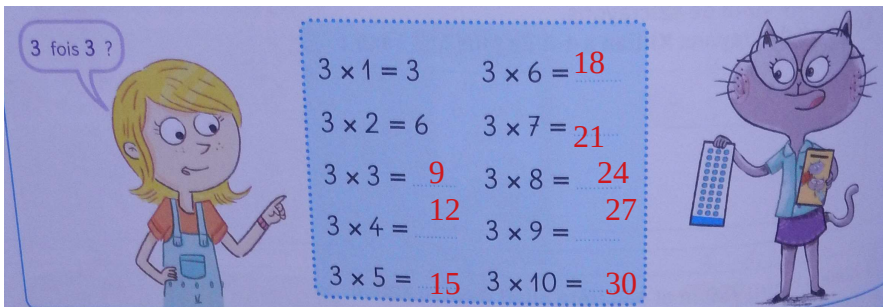 3 fois 3 ?
3 × 1 = 3
3 × 2 = 6
3 × 3 = 9
3 × 4 = 12
3 × 5 = 15
3 × 6 = 18
3 × 7 = 21
3 × 8 = 24
3 × 9 = 27
3 × 10 = 30